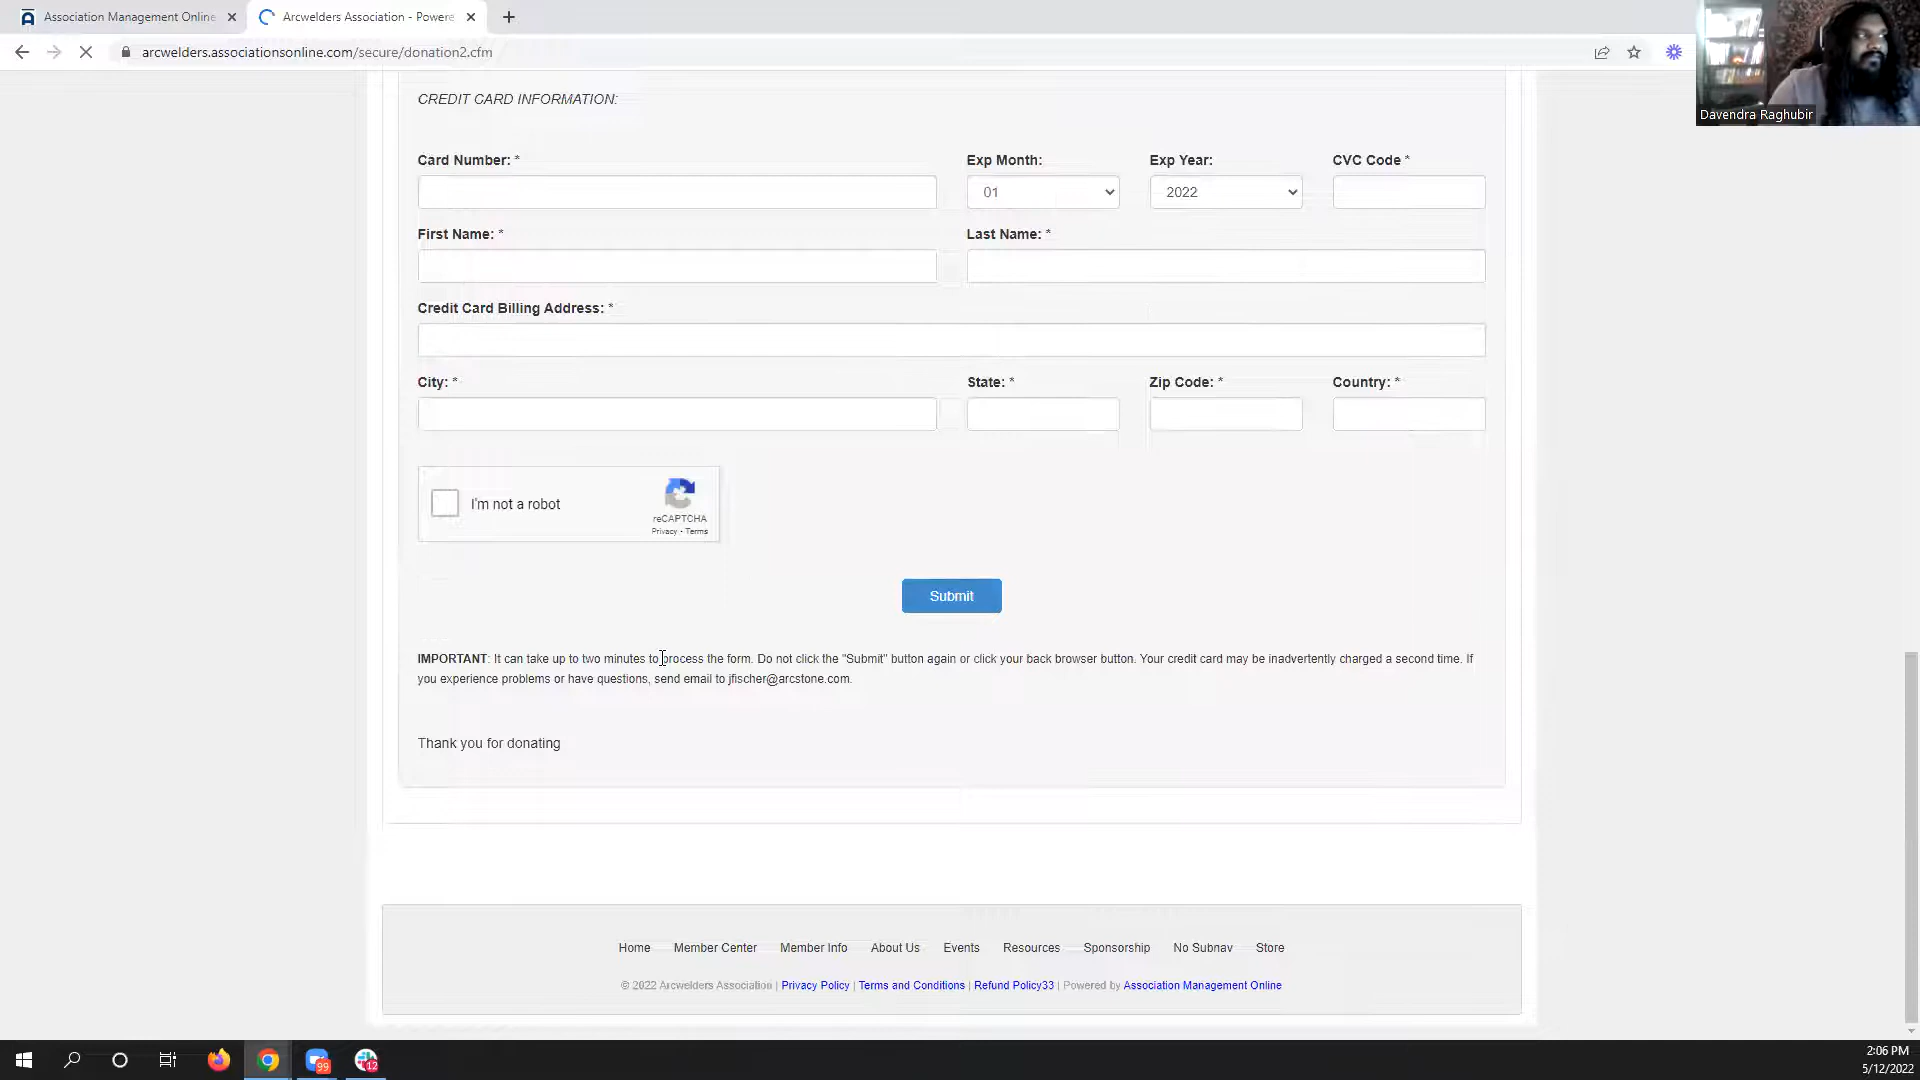 Association Management Online
Arcwelders Association - Powere
arcwelders.associationsonline.com/secure/donation2.cfm
Davendra Raghubir
CREDIT CARD INFORMATION:
Card Number: * Exp Month: Exp Year: CVC Code *
01 2022
First Name: * Last Name: *
Credit Card Billing Address: *
City: * State: * Zip Code: * Country: *
I'm not a robot
reCAPTCHA
Privacy - Terms
Submit
IMPORTANT: It can take up to two minutes to process the form. Do not click the "Submit" button again or click your back browser button. Your credit card may be inadvertently charged a second time. If
you experience problems or have questions, send email to jfischer@arcstone.com.
Thank you for donating
Home Member Center Member Info About Us Events Resources Sponsorship No Subnav Store
© 2022 Arcwelders Association | Privacy Policy | Terms and Conditions | Refund Policy33 | Powered by Association Management Online
99
12
2:06 PM
5/12/2022